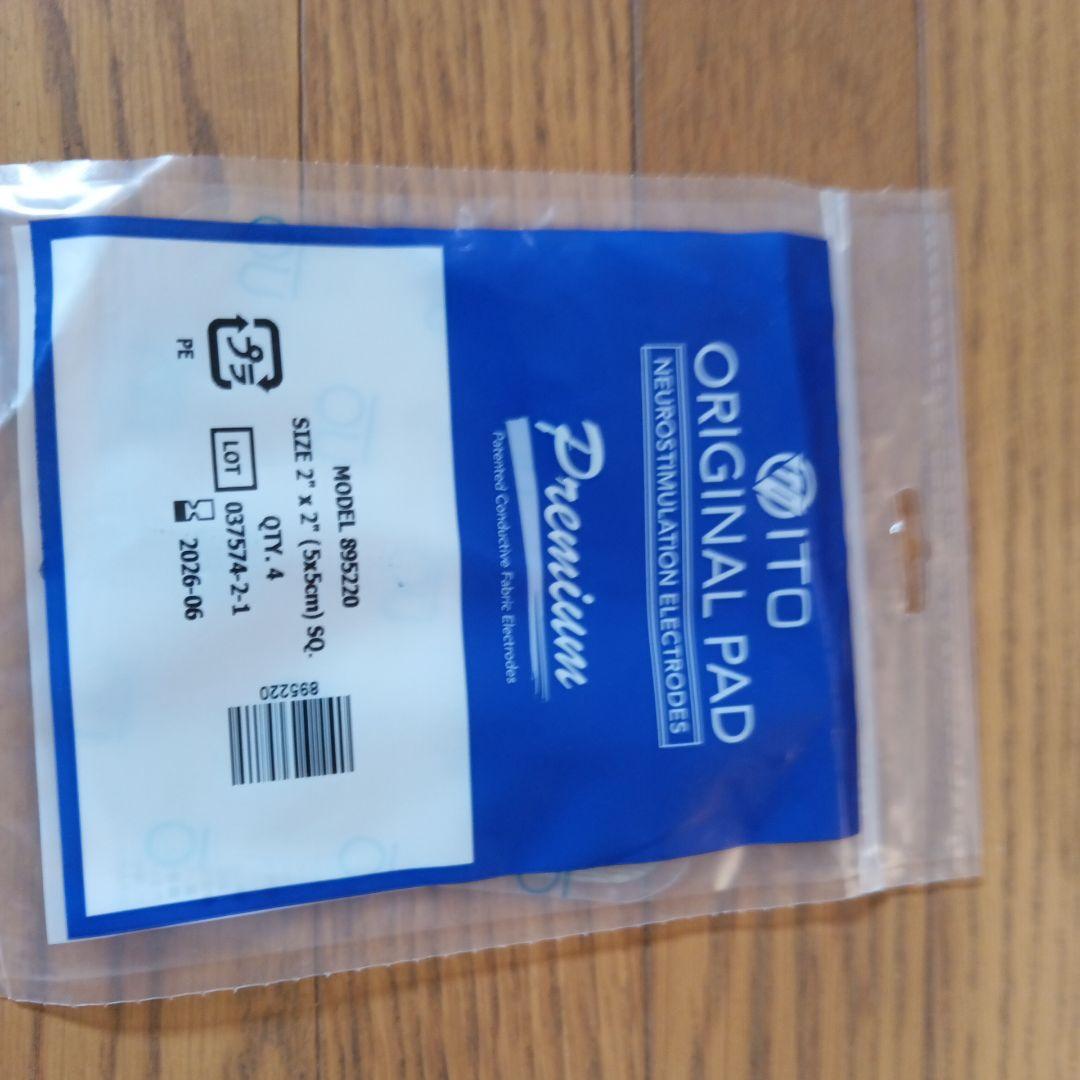 ITO
ORIGINAL PAD
NEUROSTIMULATION ELECTRODES
Premium
Patented Conductive Fabric Electrodes
MODEL 895220
SIZE 2" x 2" (5x5cm) SQ.
QTY. 4
LOT 037574-2-1
2026-06
プラ
PE
895220